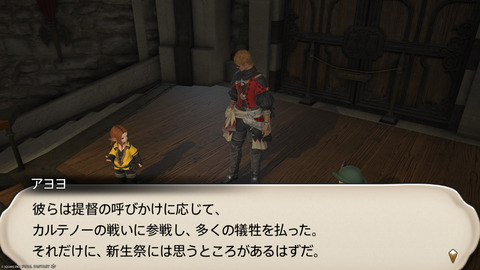 アヨヨ
彼らは提督の呼びかけに応じて、
カルテノーの戦いに参戦し、多くの犠牲を払った。
それだけに、新生祭には思うところがあるはずだ。